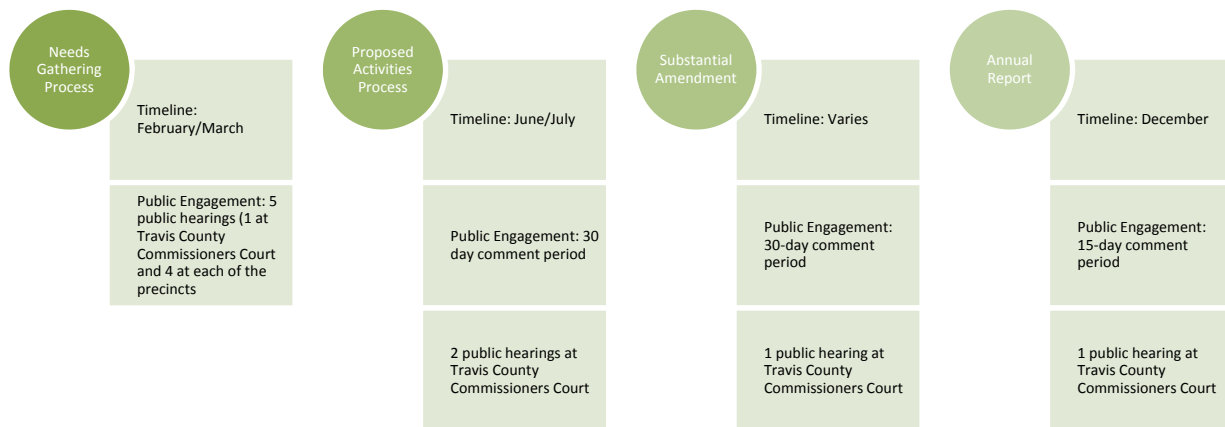 Needs
Gathering
Process
Timeline:
February/March
Public Engagement: 5
public hearings (1 at
Travis County
Commissioners Court
and 4 at each of the
precincts
Proposed
Activities
Process
Timeline: June/July
Public Engagement: 30
day comment period
2 public hearings at
Travis County
Commissioners Court
Substantial
Amendment
Timeline: Varies
Public Engagement:
30-day comment
period
1 public hearing at
Travis County
Commissioners Court
Annual
Report
Timeline: December
Public Engagement:
15-day comment
period
1 public hearing at
Travis County
Commissioners Court